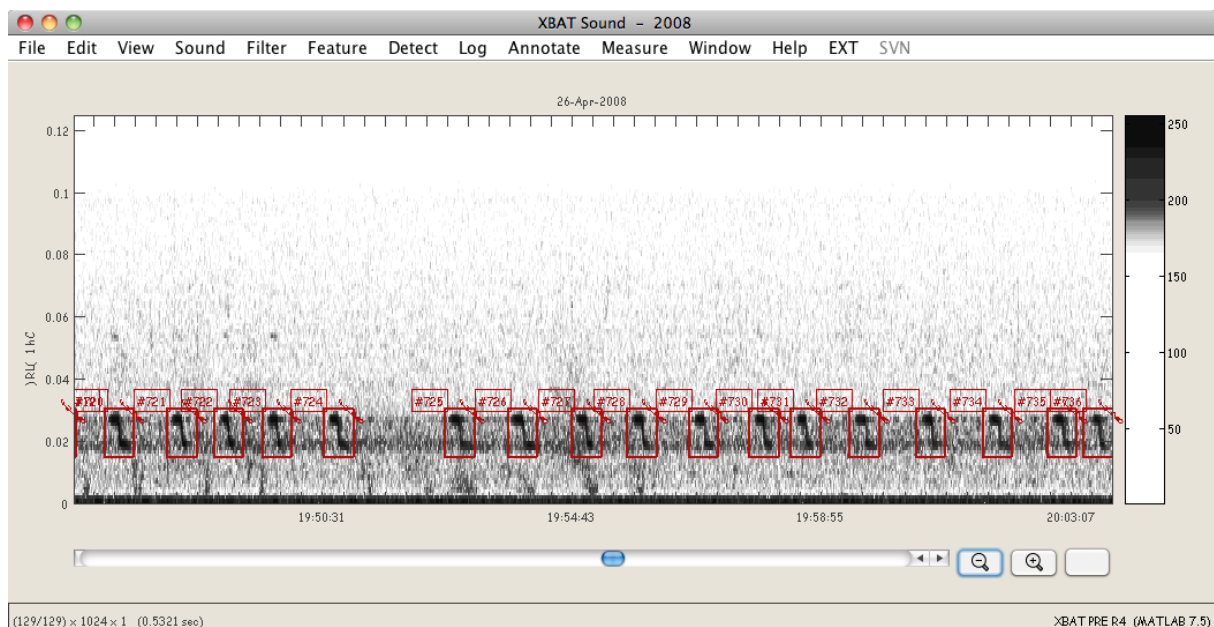 XBAT Sound – 2008
File Edit View Sound Filter Feature Detect Log Annotate Measure Window Help EXT SVN
26-Apr-2008
0.12
0.1
0.08
0.06
0.04
0.02
0
)RL( 1hC
#720 #721 #722 #723 #724 #725 #726 #727 #728 #729 #730 #731 #732 #733 #734 #735 #736
19:50:31 19:54:43 19:58:55 20:03:07
250
200
150
100
50
(129/129) × 1024 × 1 (0.5321 sec)
XBAT PRE R4 (MATLAB 7.5)